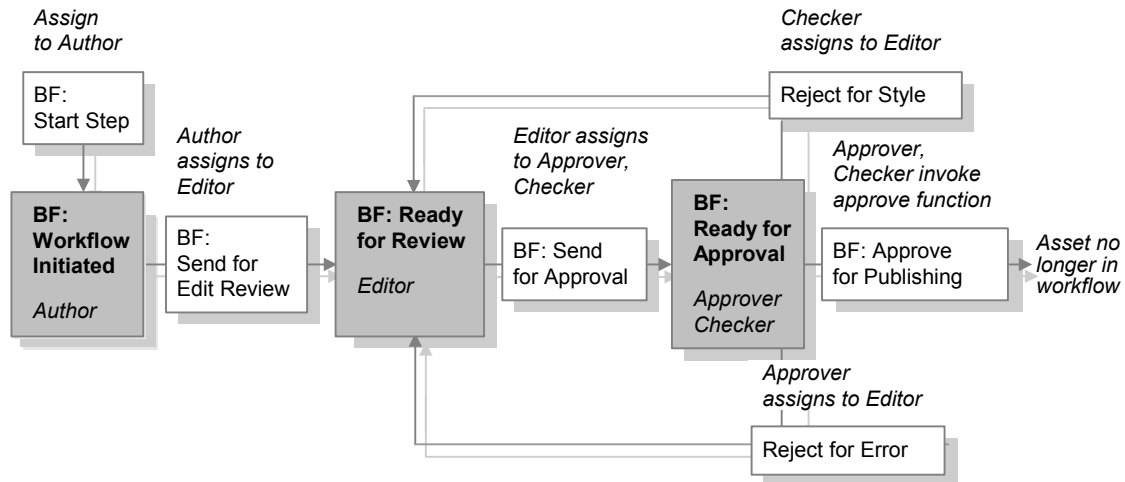 Assign
to Author
BF:
Start Step
BF:
Workflow
Initiated
Author
Author
assigns to
Editor
BF:
Send for
Edit Review
BF: Ready
for Review
Editor
Editor assigns
to Approver,
Checker
BF: Send
for Approval
Checker
assigns to Editor
Reject for Style
BF:
Ready for
Approval
Approver
Checker
Approver,
Checker invoke
approve function
BF: Approve
for Publishing
Asset no
longer in
workflow
Approver
assigns to Editor
Reject for Error